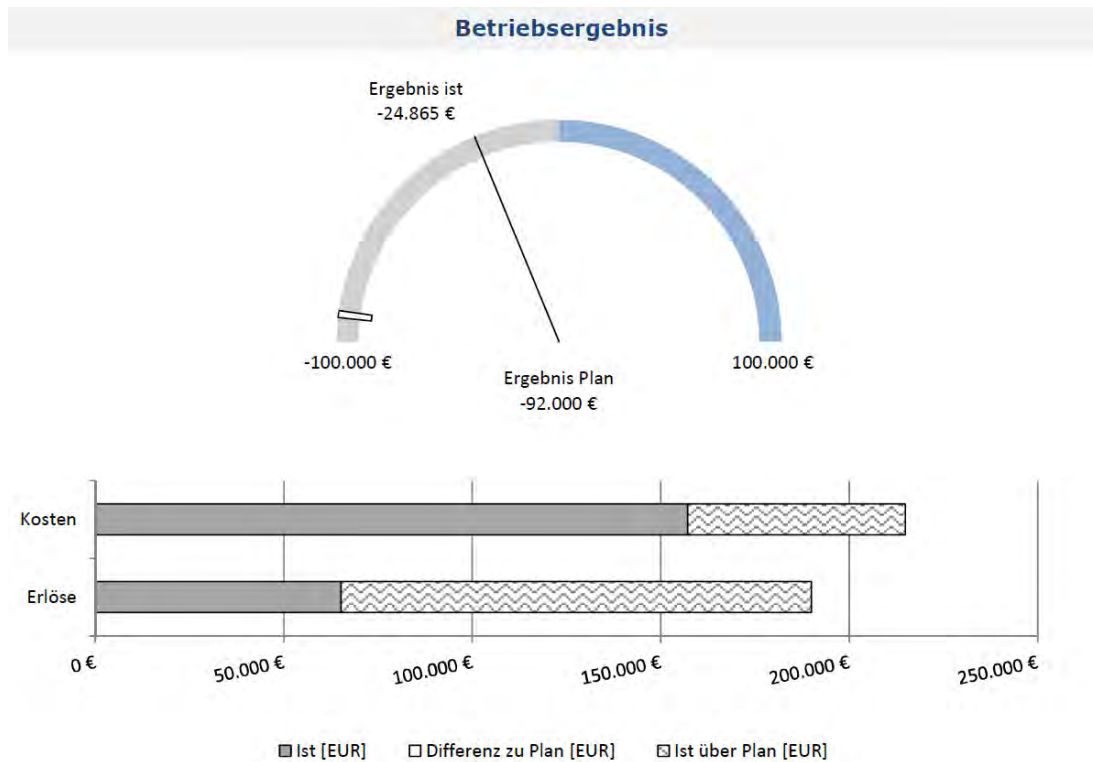 Betriebsergebnis
Ergebnis ist
-24.865 €
-100.000 €
100.000 €
Ergebnis Plan
-92.000 €
Kosten
Erlöse
0 €
50.000 €
100.000 €
150.000 €
200.000 €
250.000 €
Ist [EUR]
Differenz zu Plan [EUR]
Ist über Plan [EUR]